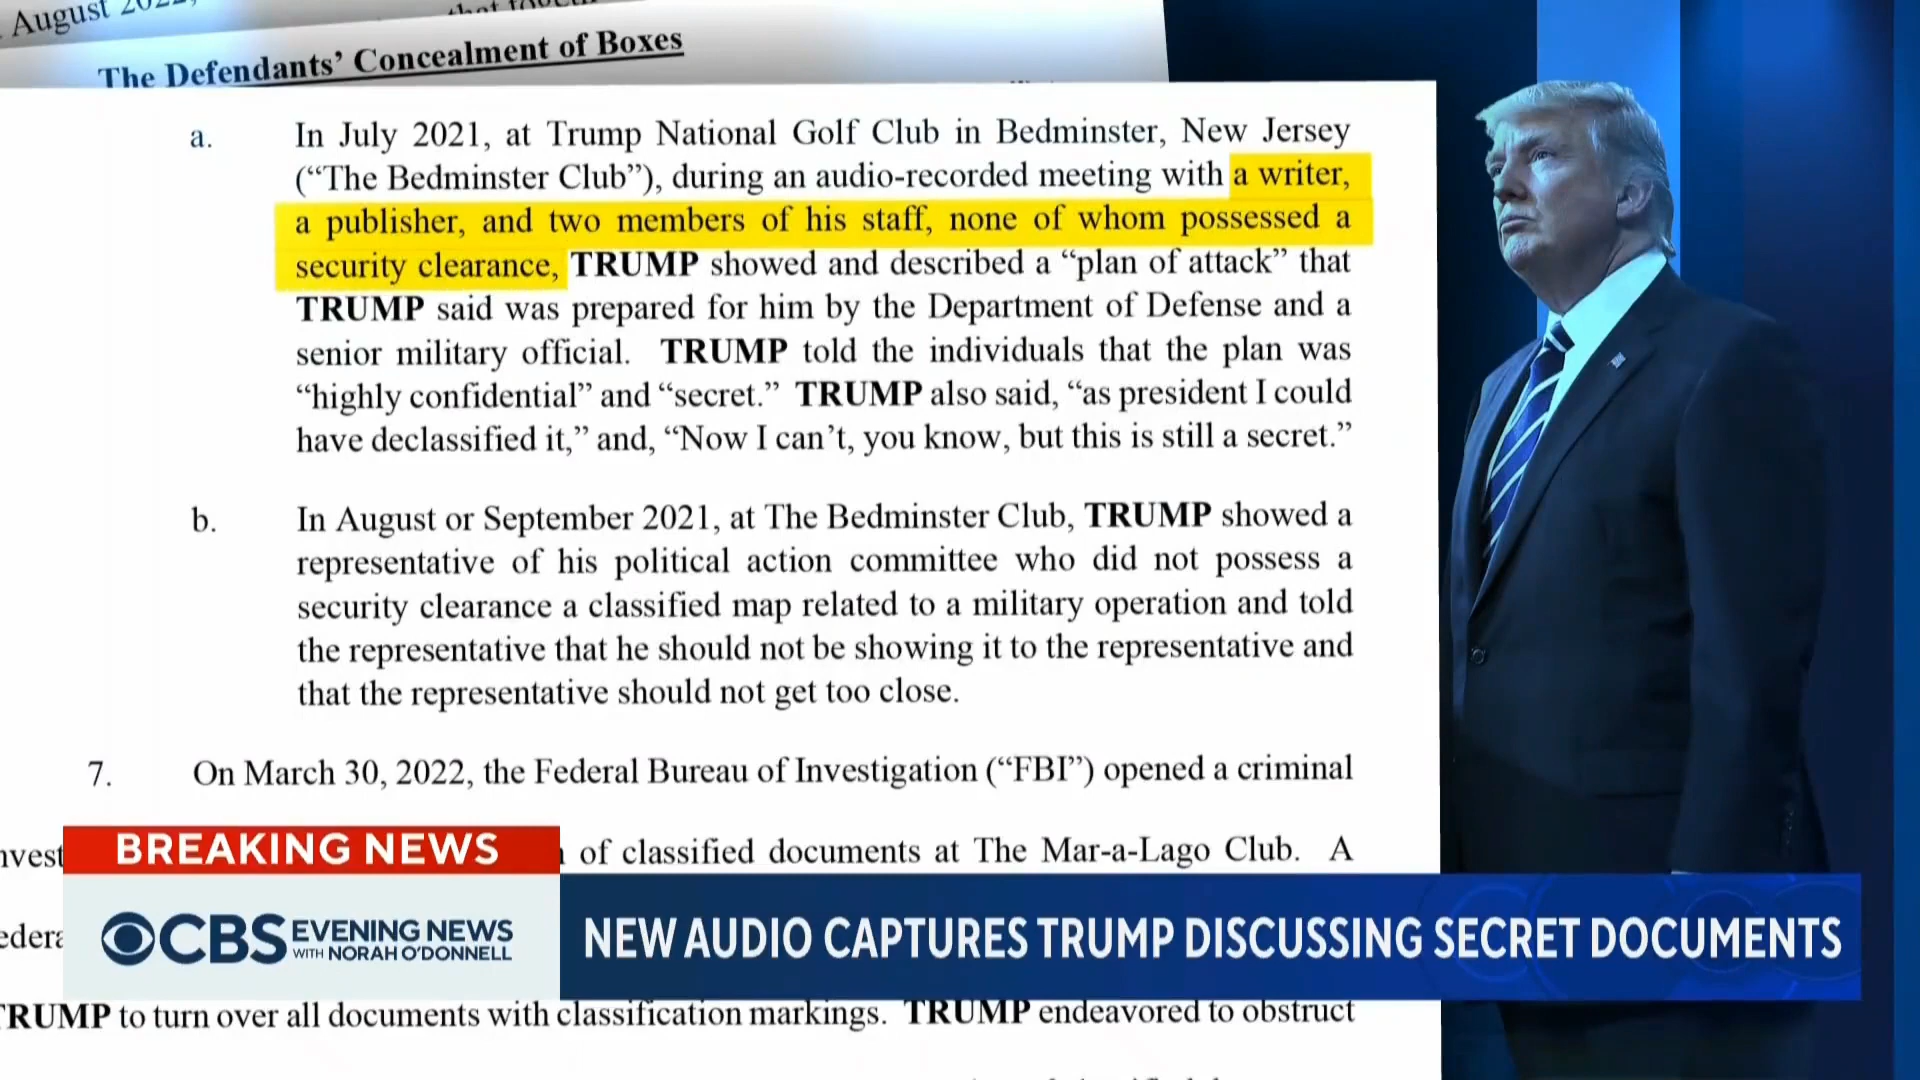 August 2022,
The Defendants’ Concealment of Boxes
a. In July 2021, at Trump National Golf Club in Bedminster, New Jersey
(“The Bedminster Club”), during an audio-recorded meeting with a writer,
a publisher, and two members of his staff, none of whom possessed a
security clearance, TRUMP showed and described a “plan of attack” that
TRUMP said was prepared for him by the Department of Defense and a
senior military official. TRUMP told the individuals that the plan was
“highly confidential” and “secret.” TRUMP also said, “as president I could
have declassified it,” and, “Now I can’t, you know, but this is still a secret.”
b. In August or September 2021, at The Bedminster Club, TRUMP showed a
representative of his political action committee who did not possess a
security clearance a classified map related to a military operation and told
the representative that he should not be showing it to the representative and
that the representative should not get too close.
7. On March 30, 2022, the Federal Bureau of Investigation (“FBI”) opened a criminal
of classified documents at The Mar-a-Lago Club. A
BREAKING NEWS
CBS EVENING NEWS
WITH NORAH O'DONNELL
NEW AUDIO CAPTURES TRUMP DISCUSSING SECRET DOCUMENTS
TRUMP to turn over all documents with classification markings. TRUMP endeavored to obstruct